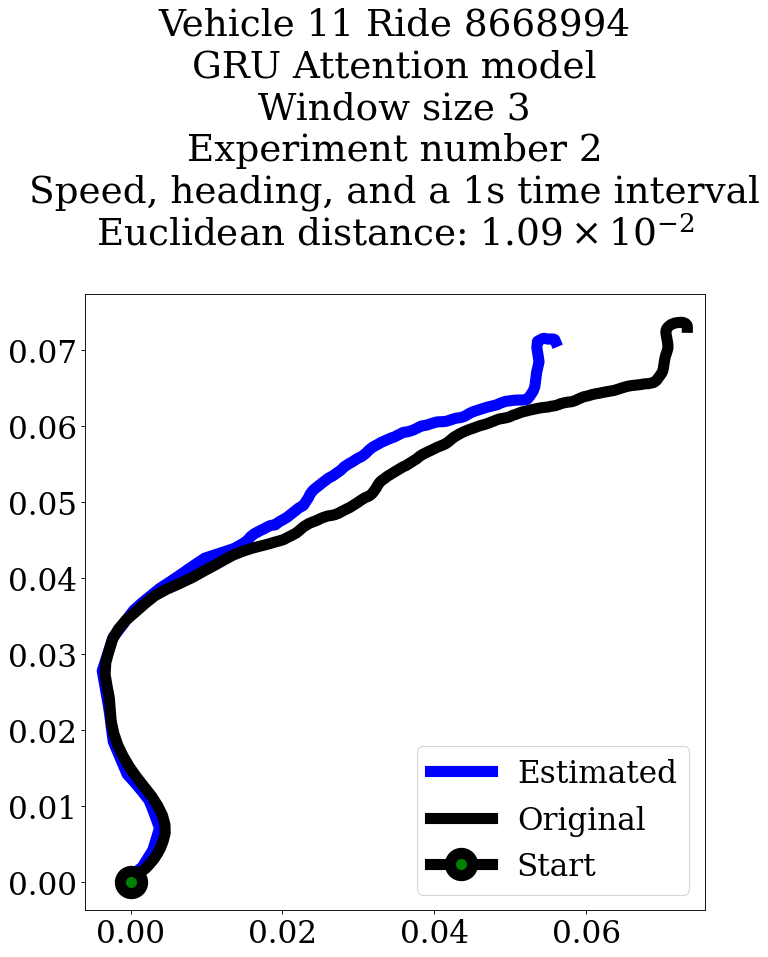 Vehicle 11 Ride 8668994
GRU Attention model
Window size 3
Experiment number 2
Speed, heading, and a 1s time interval
Euclidean distance: 1.09 × 10⁻²
0.07
0.06
0.05
0.04
0.03
0.02
0.01
0.00
Estimated
Original
Start
0.00 0.02 0.04 0.06